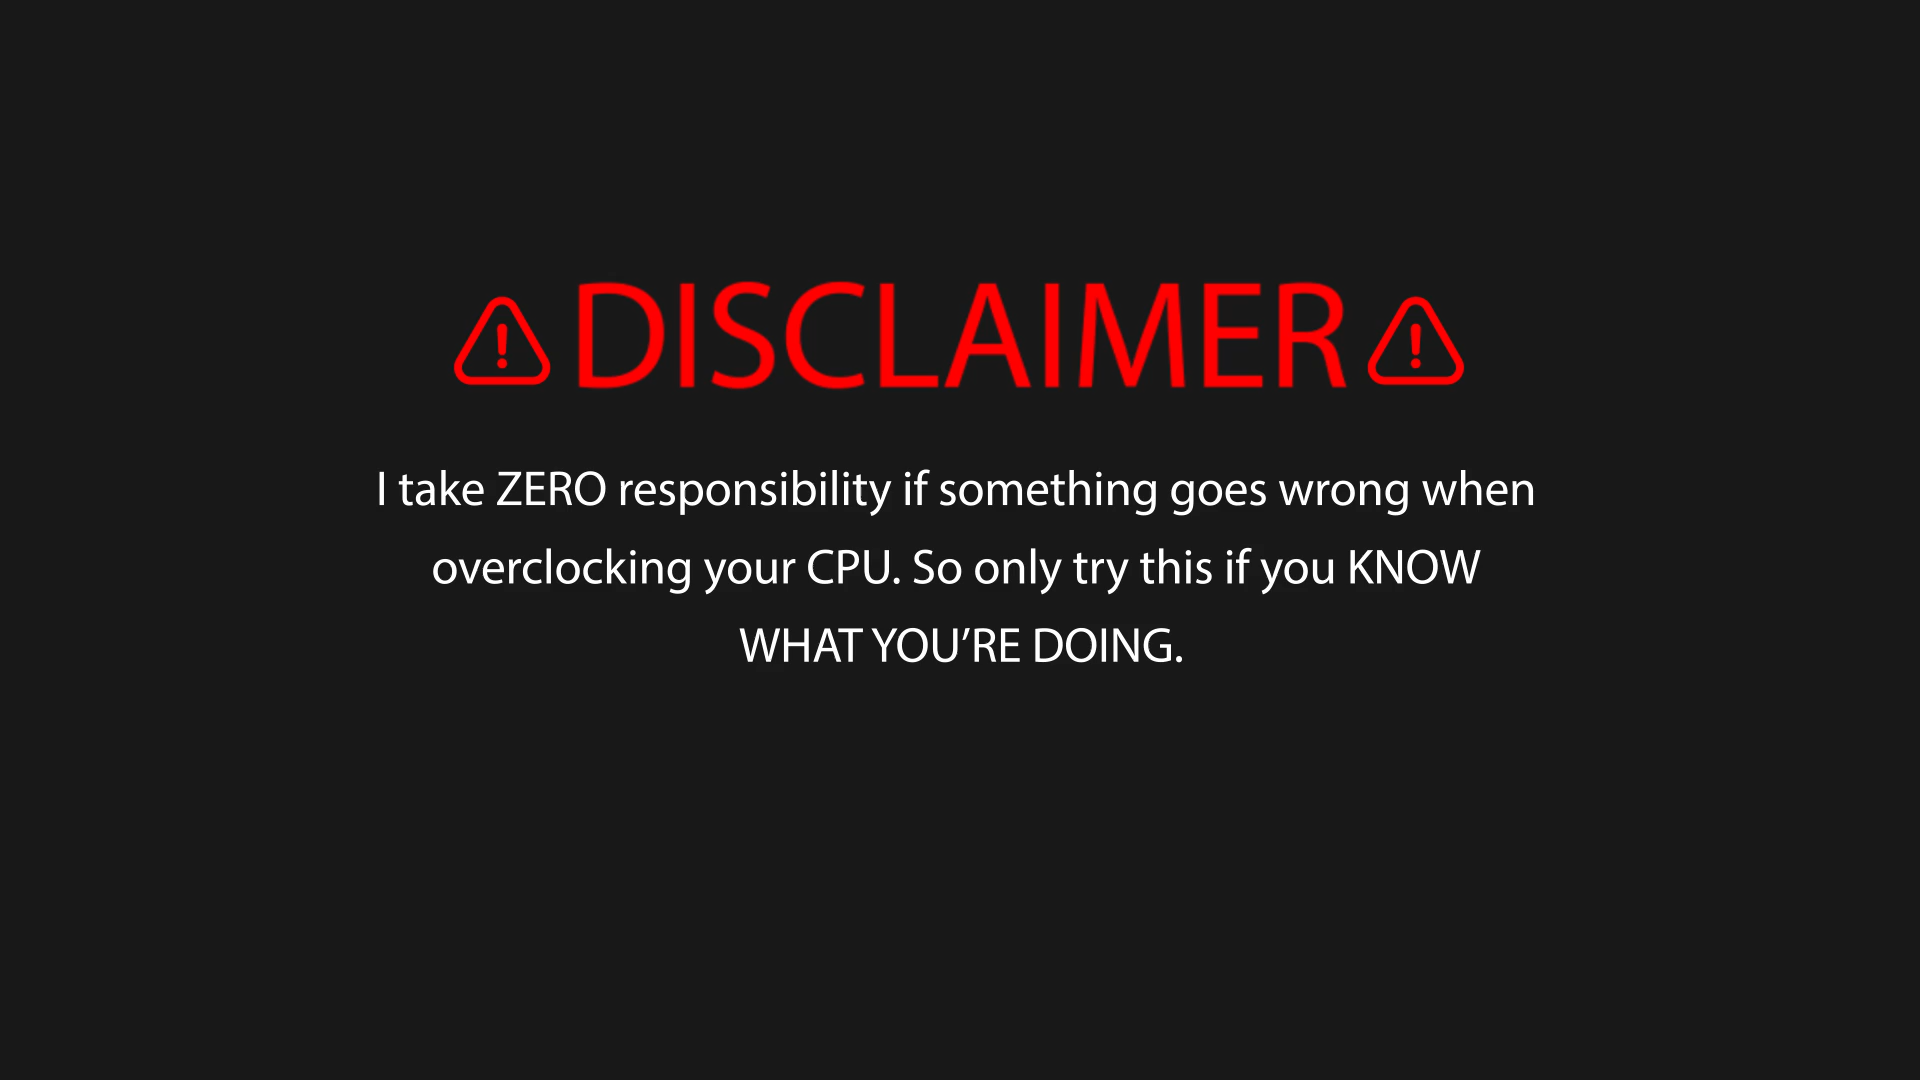 DISCLAIMER
I take ZERO responsibility if something goes wrong when
overclocking your CPU. So only try this if you KNOW
WHAT YOU’RE DOING.